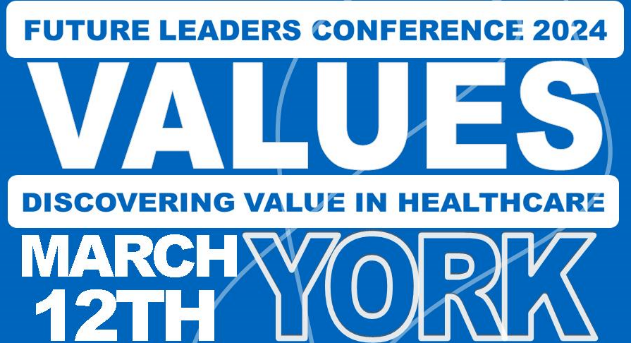 FUTURE LEADERS CONFERENCE 2024
VALUES
DISCOVERING VALUE IN HEALTHCARE
MARCH
12TH
YORK